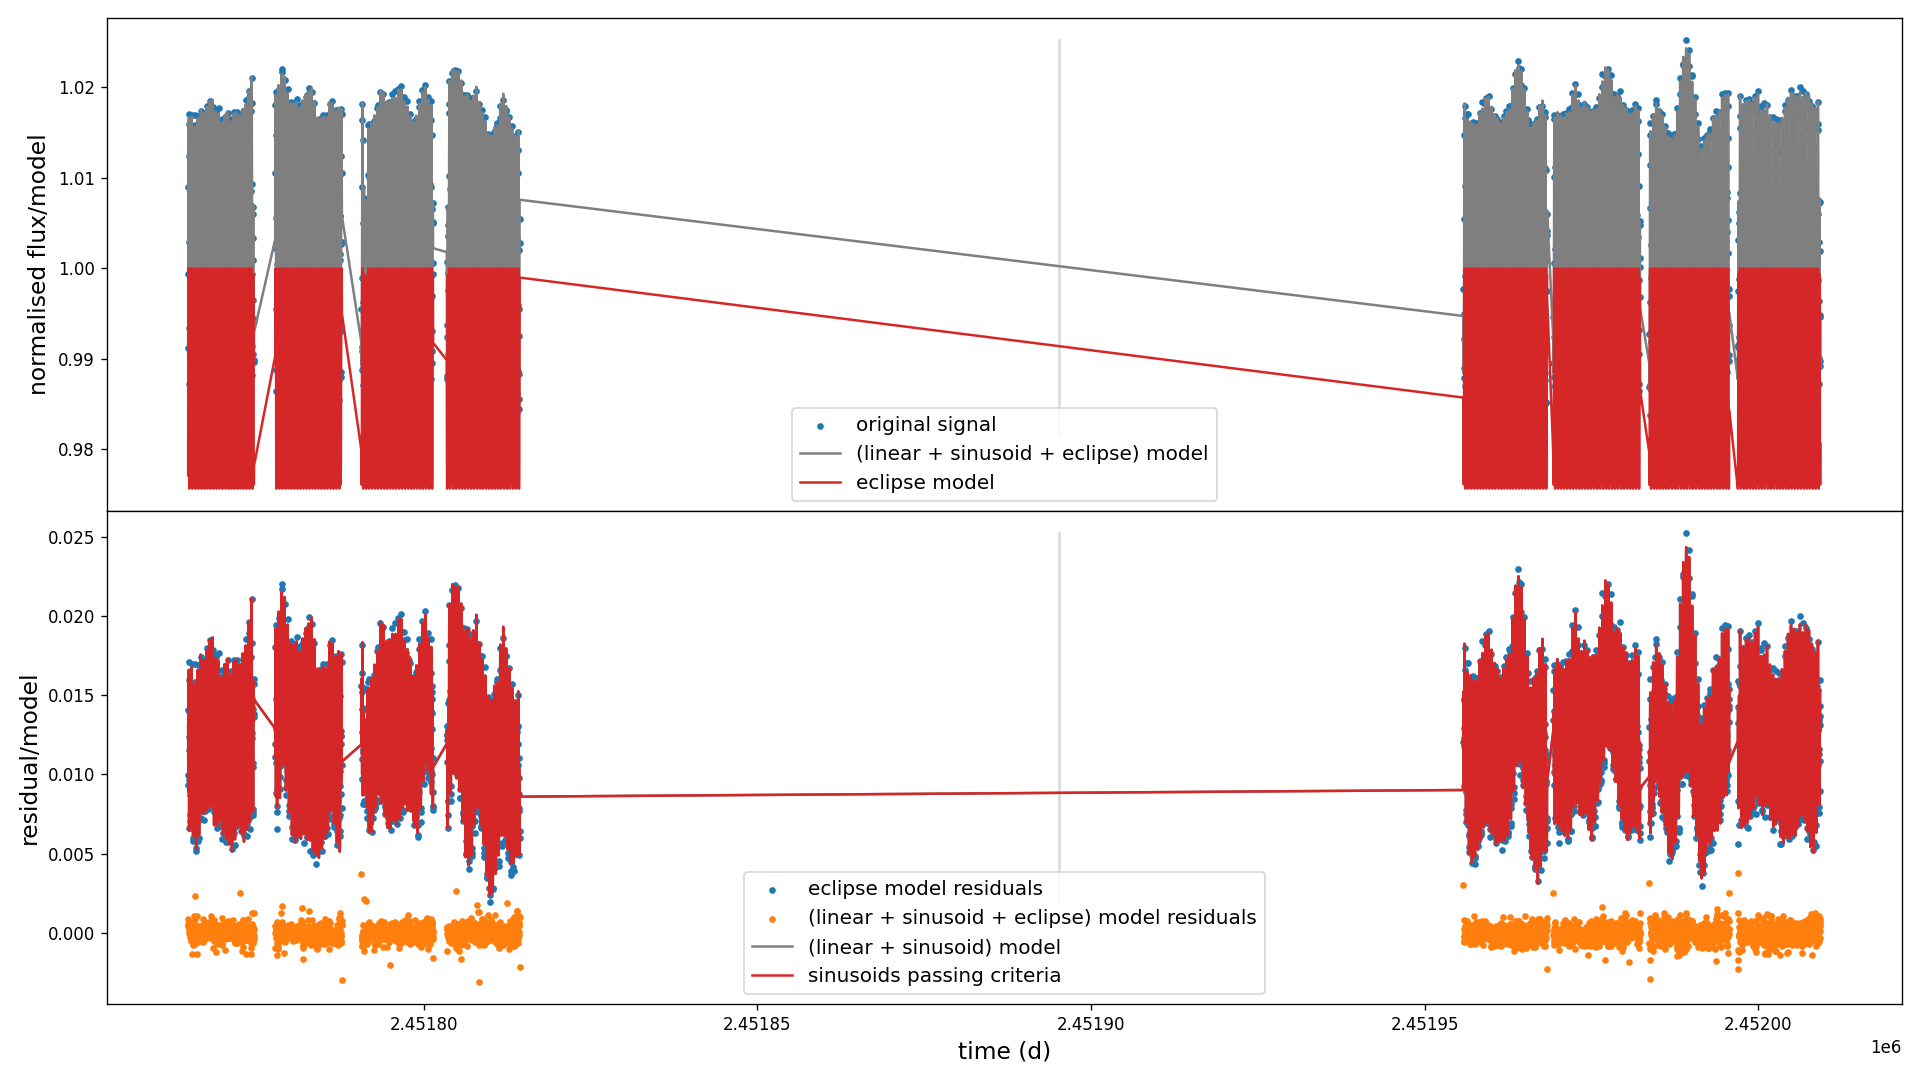 normalised flux/model
1.02
1.01
1.00
0.99
0.98
original signal
(linear + sinusoid + eclipse) model
eclipse model
residual/model
0.025
0.020
0.015
0.010
0.005
0.000
eclipse model residuals
(linear + sinusoid + eclipse) model residuals
(linear + sinusoid) model
sinusoids passing criteria
2.45180 2.45185 2.45190 2.45195 2.45200
1e6
time (d)